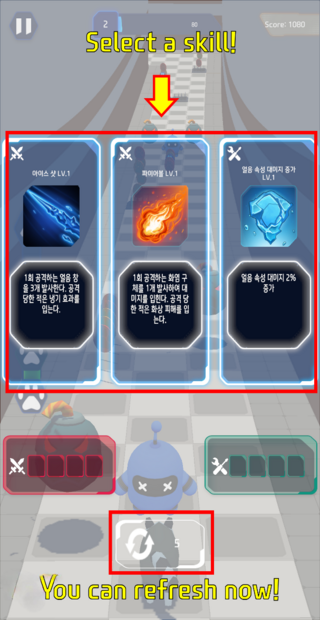 2
80
Score: 1080
Select a skill!
아이스 샷 LV.1
파이어볼 LV.1
얼음 속성 대미지 증가
LV.1
1회 공격하는 얼음 창
을 3개 발사한다. 공격
당한 적은 냉기 효과를
입는다.
1회 공격하는 화염 구
체를 1개 발사하여 대
미지를 입힌다. 공격 당
한 적은 화상 피해를 입
는다.
얼음 속성 대미지 2%
증가
5
You can refresh now!